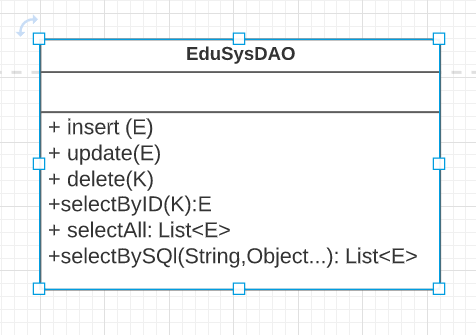 EduSysDAO
+ insert (E)
+ update(E)
+ delete(K)
+selectByID(K):E
+ selectAll: List<E>
+selectBySQl(String,Object...): List<E>